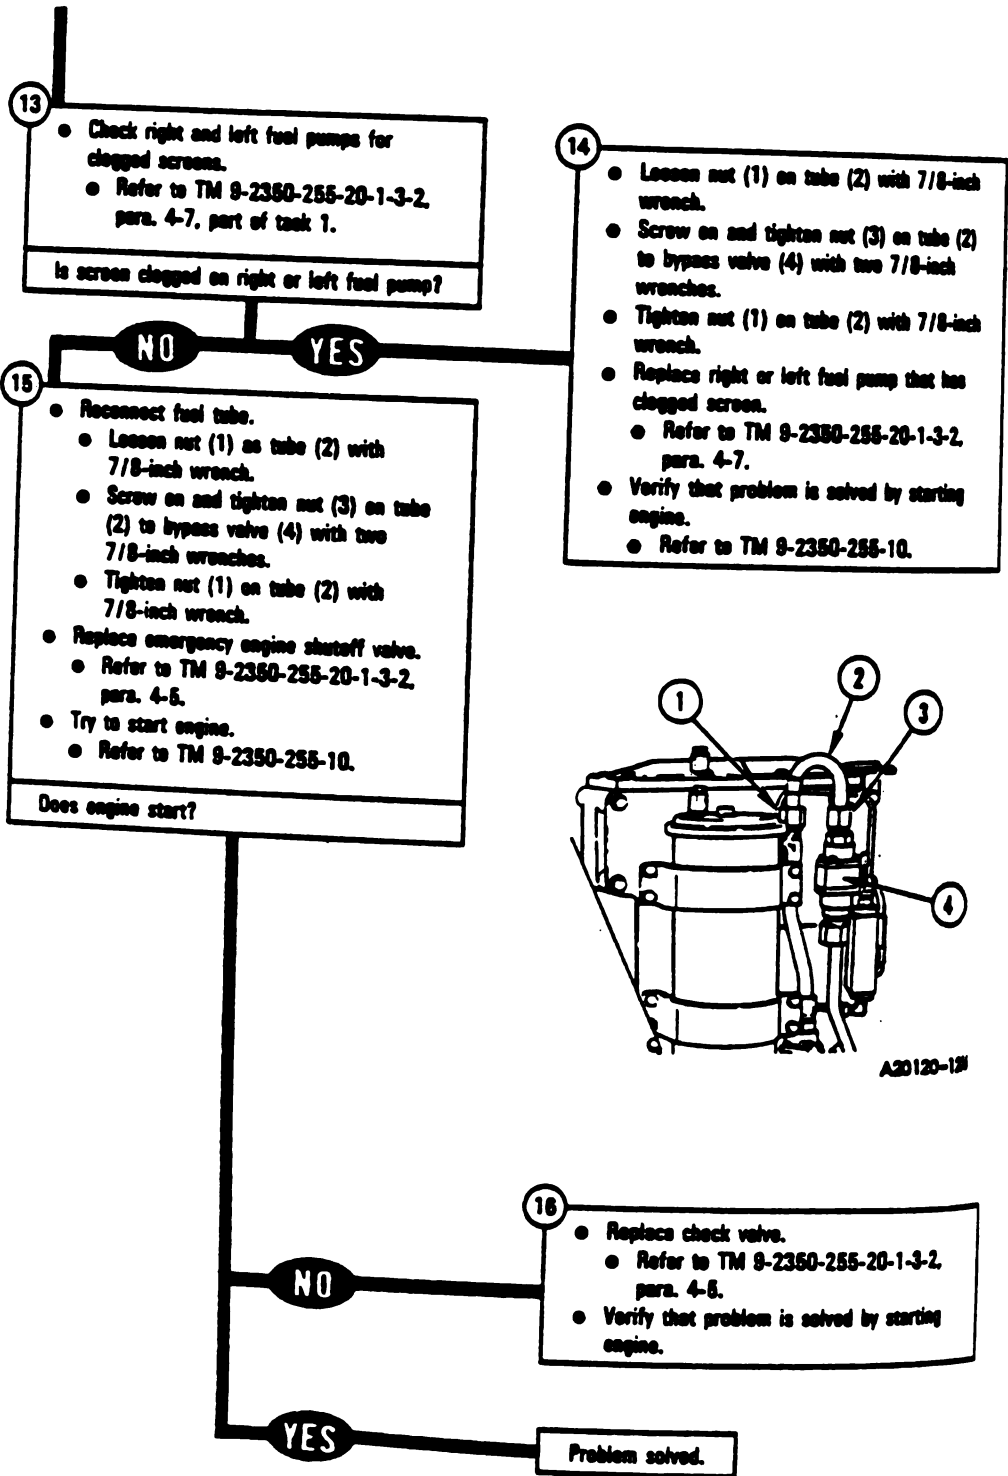 13
• Check right and left fuel pumps for
clogged screens.
• Refer to TM 9-2350-255-20-1-3-2,
para. 4-7, part of task 1.
Is screen clogged on right or left fuel pump?
NO
YES
14
• Loosen nut (1) on tube (2) with 7/8-inch
wrench.
• Screw on and tighten nut (3) on tube (2)
to bypass valve (4) with two 7/8-inch
wrenches.
• Tighten nut (1) on tube (2) with 7/8-inch
wrench.
• Replace right or left fuel pump that has
clogged screen.
• Refer to TM 9-2350-255-20-1-3-2,
para. 4-7.
• Verify that problem is solved by starting
engine.
• Refer to TM 9-2350-255-10.
15
• Reconnect fuel tube.
• Loosen nut (1) as tube (2) with
7/8-inch wrench.
• Screw on and tighten nut (3) on tube
(2) to bypass valve (4) with two
7/8-inch wrenches.
• Tighten nut (1) on tube (2) with
7/8-inch wrench.
• Replace emergency engine shutoff valve.
• Refer to TM 9-2350-255-20-1-3-2,
para.
• Try to start engine.
• Refer to TM 9-2350-255-10.
Does engine start?
1
2
3
4
16
• Replace check valve.
• Refer to TM 9-2350-255-20-1-3-2,
para.
• Verify that problem is solved by starting
engine.
NO
YES
Problem solved.